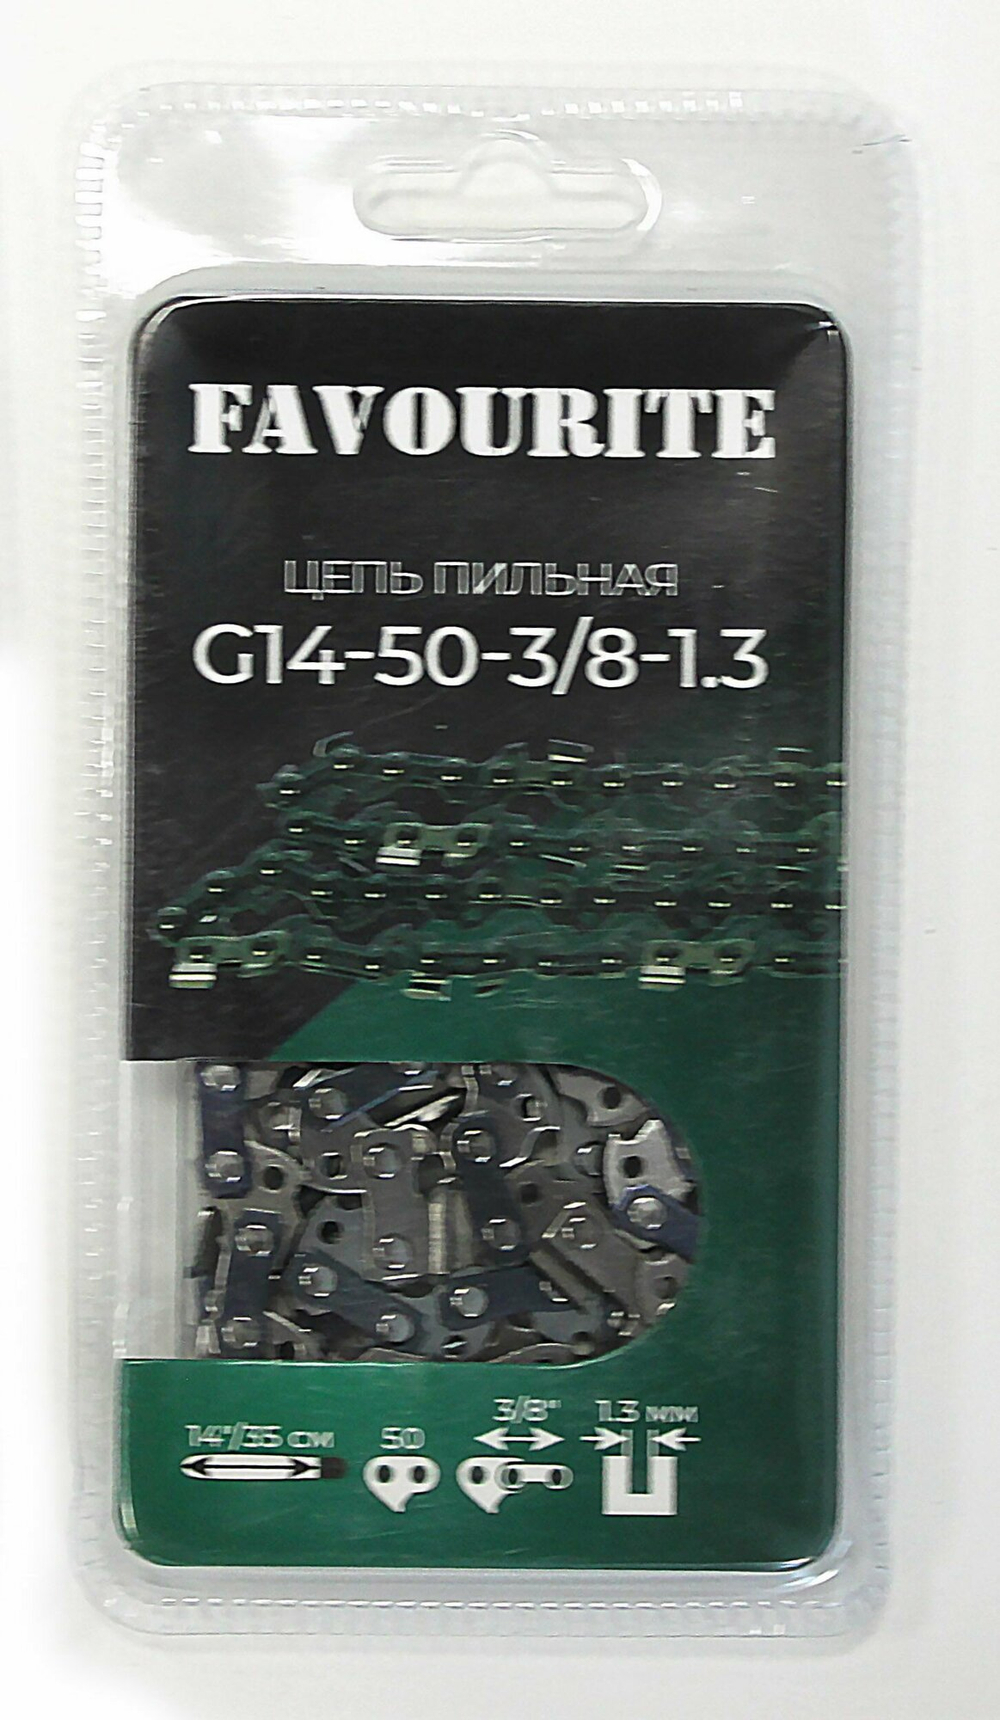 FAVOURITE
ЦЕПЬ ПИЛЬНАЯ
G14-50-3/8-1.3
14"/35 см 50 3/8" 1.3 мм